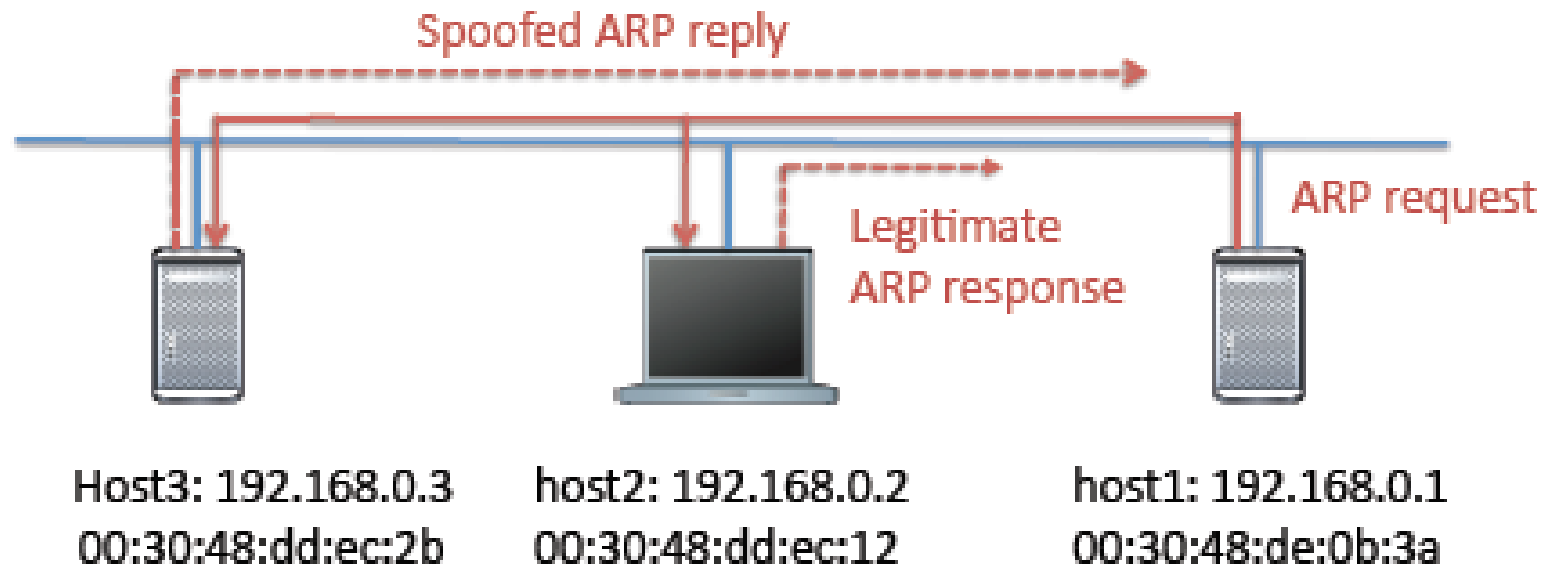 Spoofed ARP reply
ARP request
Legitimate
ARP response
Host3: 192.168.0.3
00:30:48:dd:ec:2b
host2: 192.168.0.2
00:30:48:dd:ec:12
host1: 192.168.0.1
00:30:48:de:0b:3a